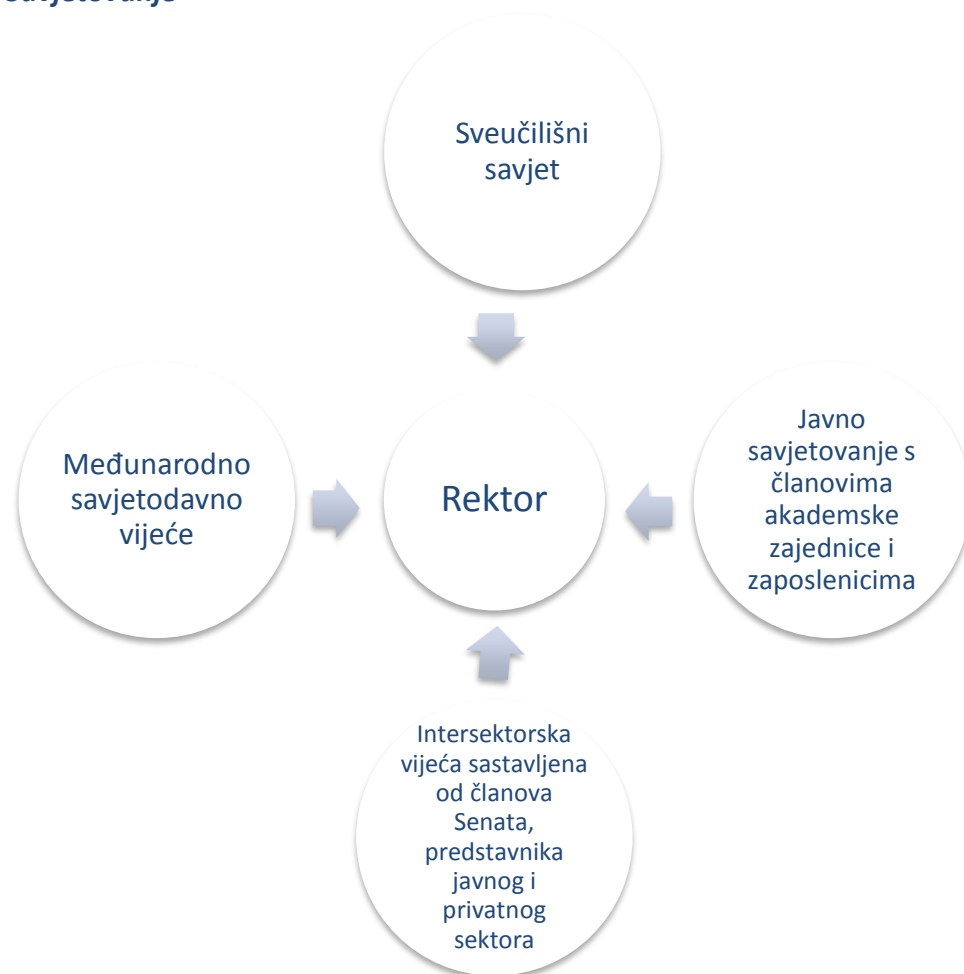 savjetovanje
Sveučilišni
savjet
Međunarodno
savjetodavno
vijeće
Rektor
Javno
savjetovanje s
članovima
akademske
zajednice i
zaposlenicima
Intersektorska
vijeća sastavljena
od članova
Senata,
predstavnika
javnog i
privatnog
sektora